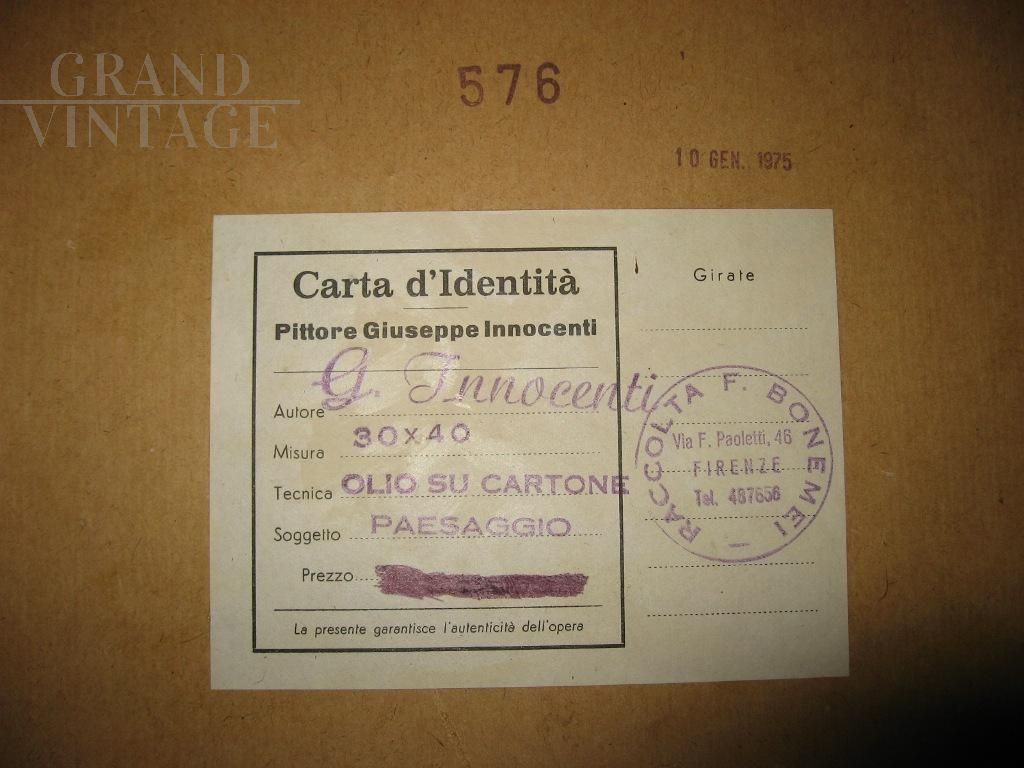 GRAND
VINTAGE
576
10 GEN. 1975
Carta d'Identità
Pittore Giuseppe Innocenti
Autore G. Innocenti
Misura 30x40
Tecnica OLIO SU CARTONE
Soggetto PAESAGGIO
Prezzo
La presente garantisce l'autenticità dell'opera
Girate
RACCOLTA F. BONEMEI
Via F. Paoletti, 46
FIRENZE
Tel. 487656